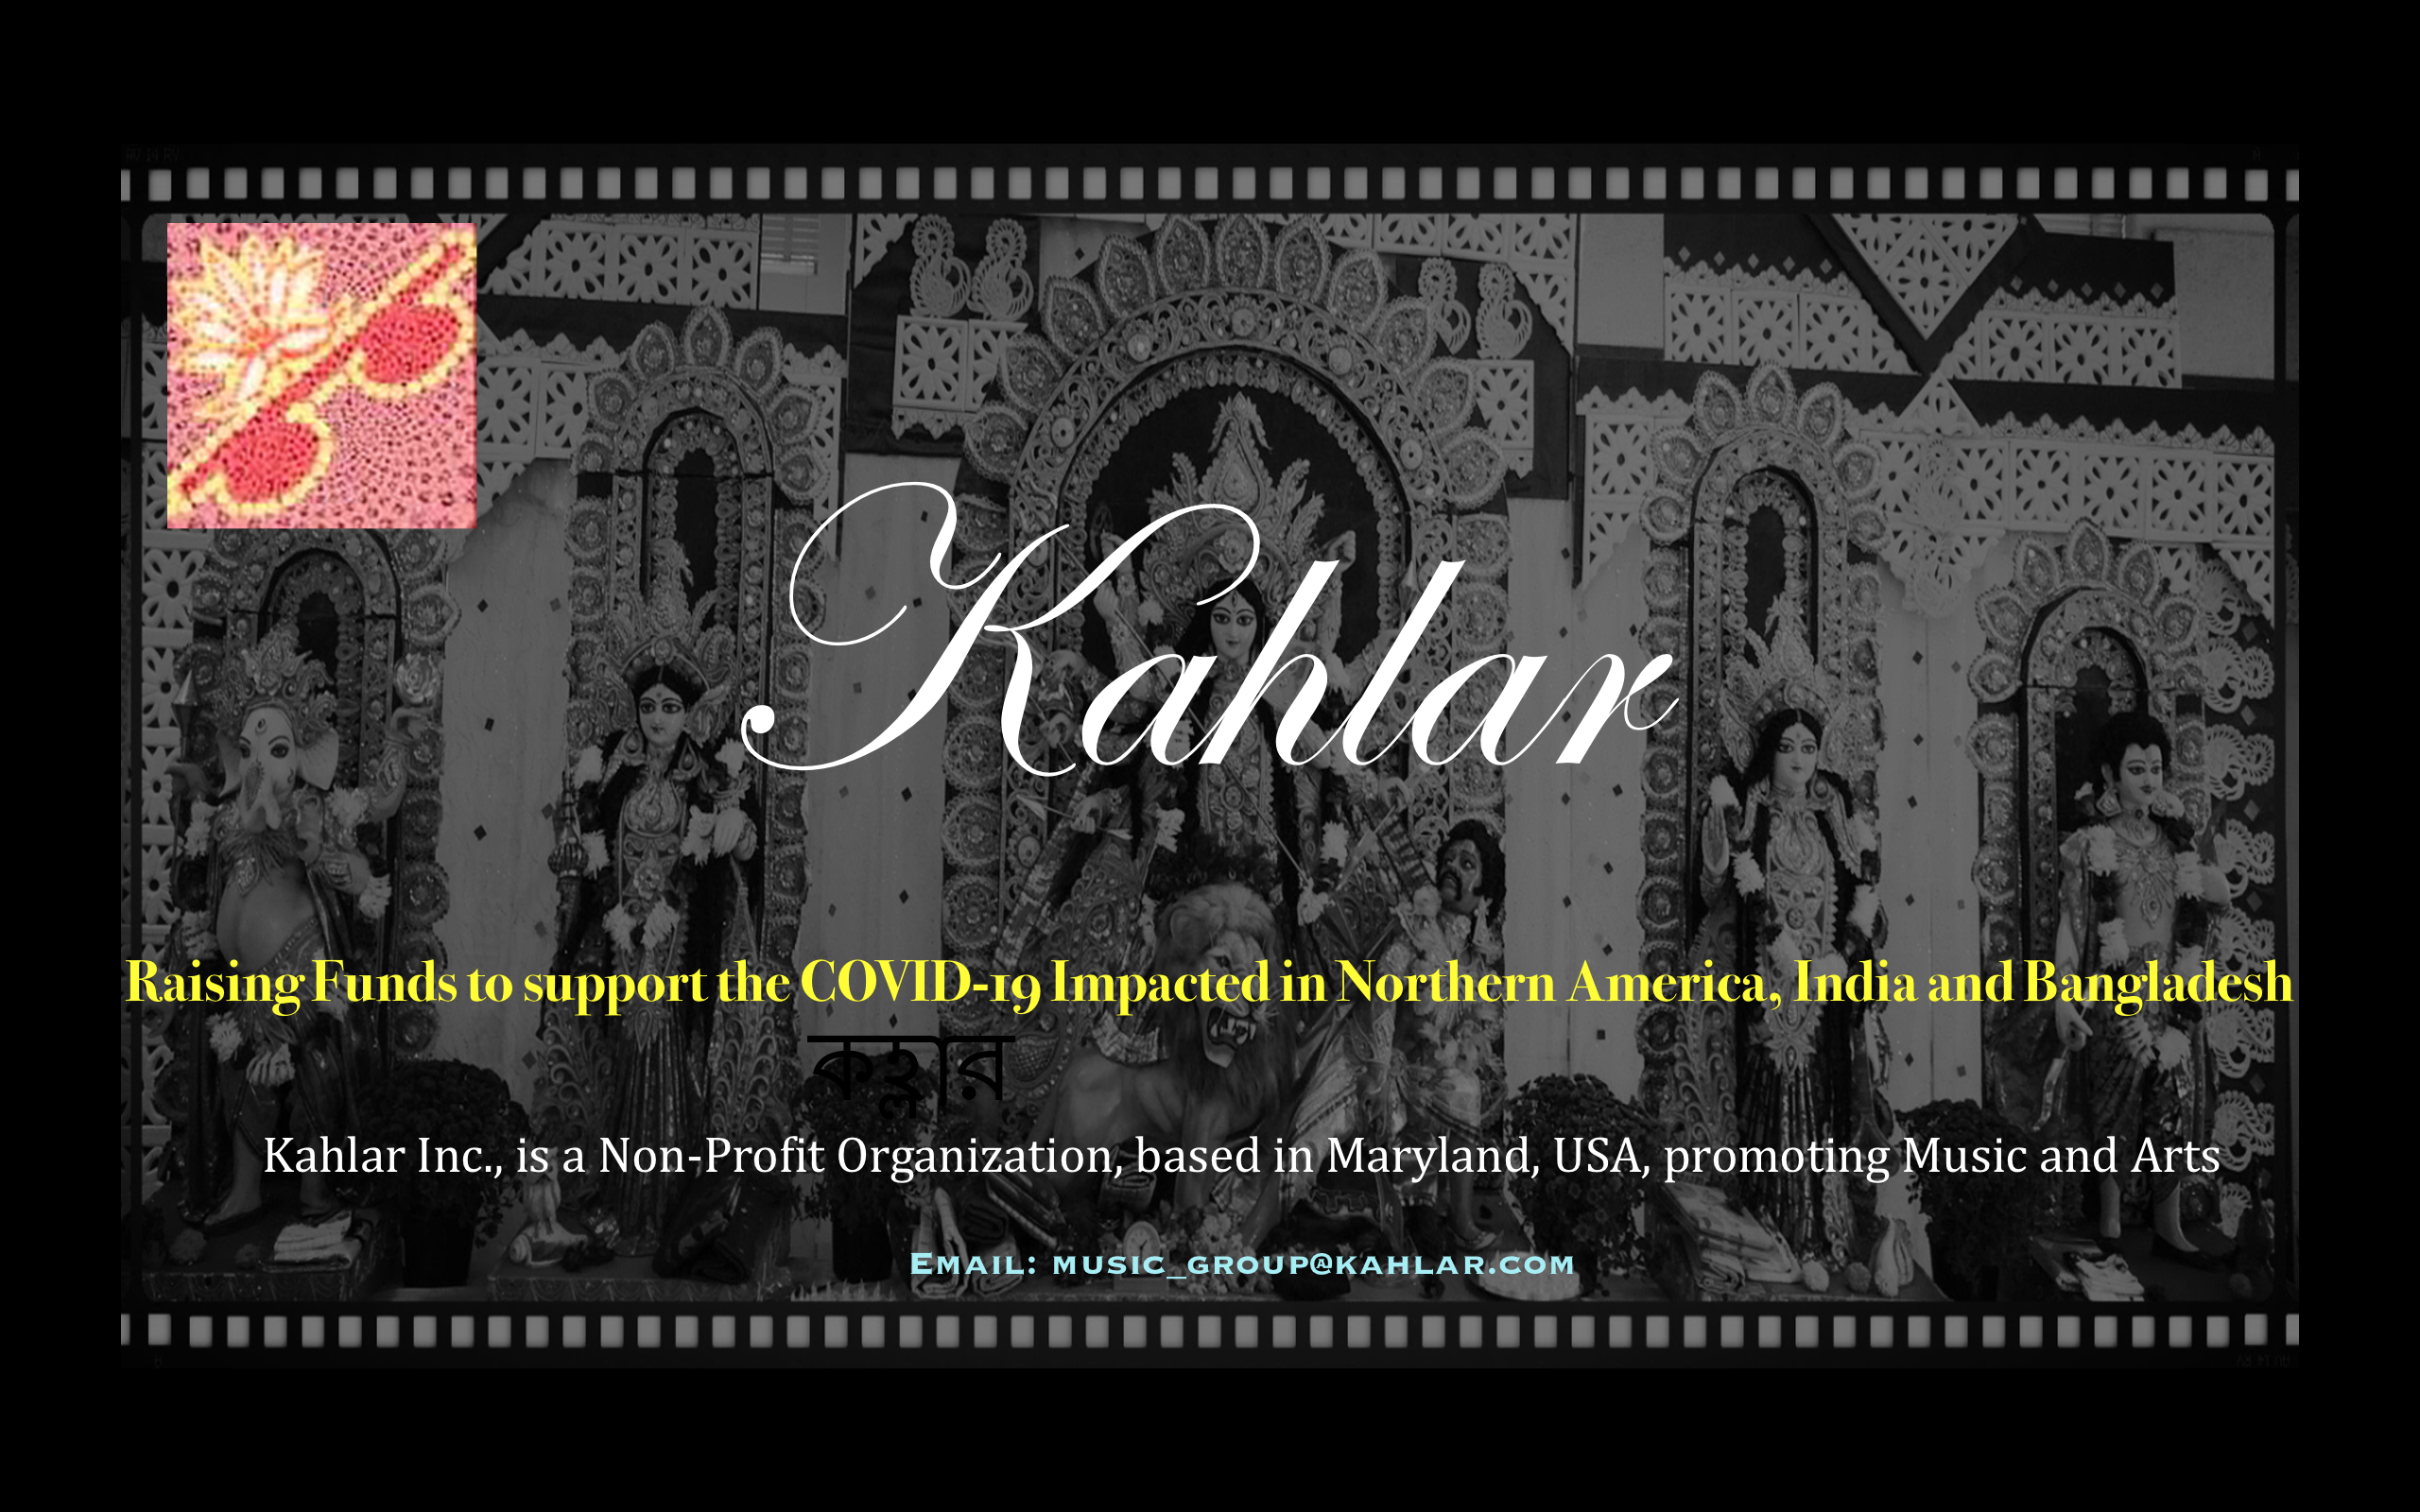 Kahlar
Raising Funds to support the COVID-19 Impacted in Northern America, India and Bangladesh
কহ্লার
Kahlar Inc., is a Non-Profit Organization, based in Maryland, USA, promoting Music and Arts
Email: music_group@kahlar.com